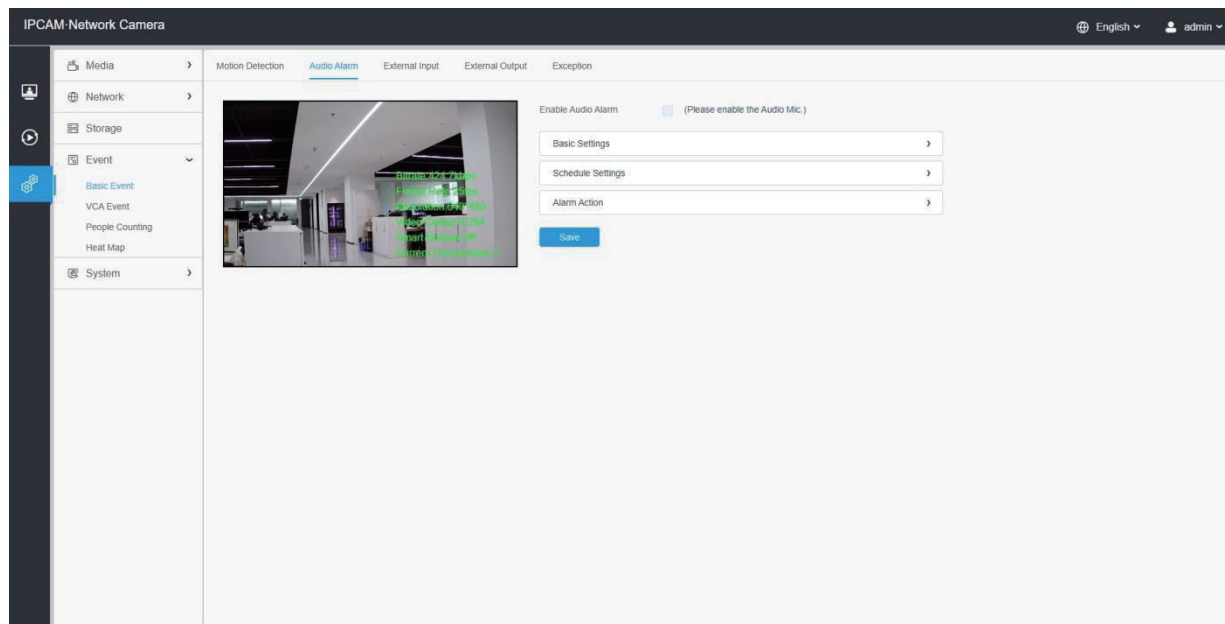 IPCAM·Network Camera
English
admin
Media
Network
Storage
Event
Basic Event
VCA Event
People Counting
Heat Map
System
Motion Detection
Audio Alarm
External Input
External Output
Exception
Enable Audio Alarm
(Please enable the Audio Mic.)
Basic Settings
Schedule Settings
Alarm Action
Save